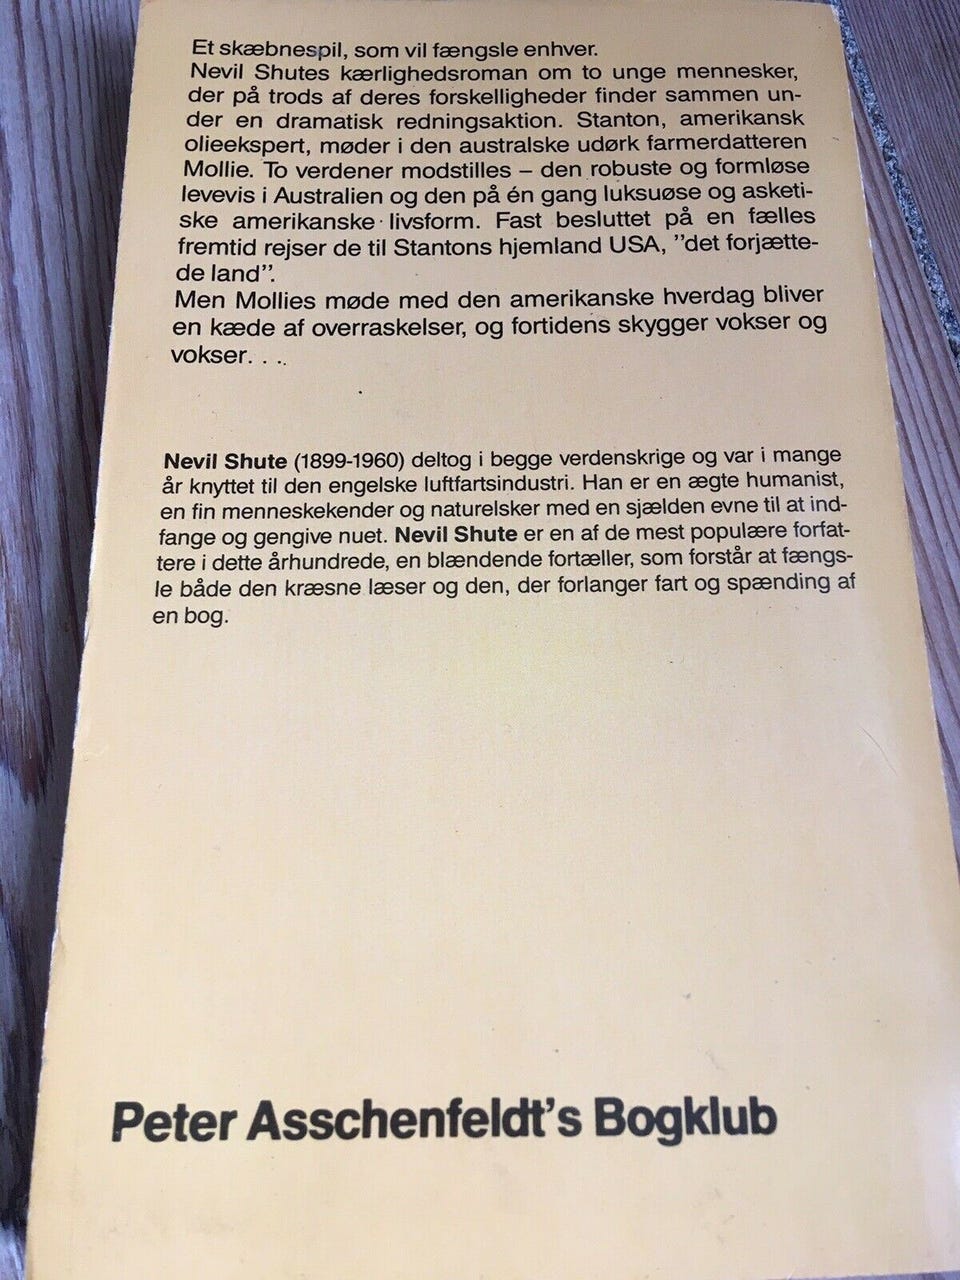 Et skæbnespil, som vil fængsle enhver.
Nevil Shutes kærlighedsroman om to unge mennesker,
der på trods af deres forskelligheder finder sammen un-
der en dramatisk redningsaktion. Stanton, amerikansk
olieekspert, møder i den australske udørk farmerdatteren
Mollie. To verdener modstilles – den robuste og formløse
levevis i Australien og den på én gang luksuøse og asketi-
ske amerikanske livsform. Fast besluttet på en fælles
fremtid rejser de til Stantons hjemland USA, ”det forjætte-
de land”.
Men Mollies møde med den amerikanske hverdag bliver
en kæde af overraskelser, og fortidens skygger vokser og
vokser. . ..
Nevil Shute (1899-1960) deltog i begge verdenskrige og var i mange
år knyttet til den engelske luftfartsindustri. Han er en ægte humanist,
en fin menneskekender og naturelsker med en sjælden evne til at ind-
fange og gengive nuet. Nevil Shute er en af de mest populære forfat-
tere i dette århundrede, en blændende fortæller, som forstår at fængs-
le både den kræsne læser og den, der forlanger fart og spænding af
en bog.
Peter Asschenfeldt’s Bogklub